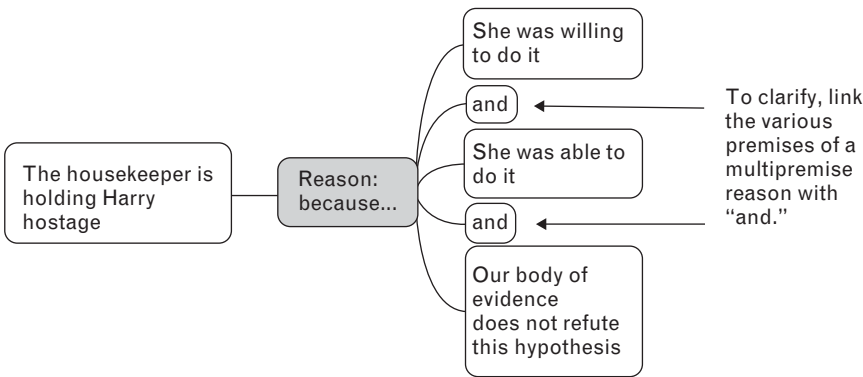 The housekeeper is
holding Harry
hostage
Reason:
because...
She was willing
to do it
and
She was able to
do it
and
Our body of
evidence
does not refute
this hypothesis
To clarify, link
the various
premises of a
multipremise
reason with
“and.”